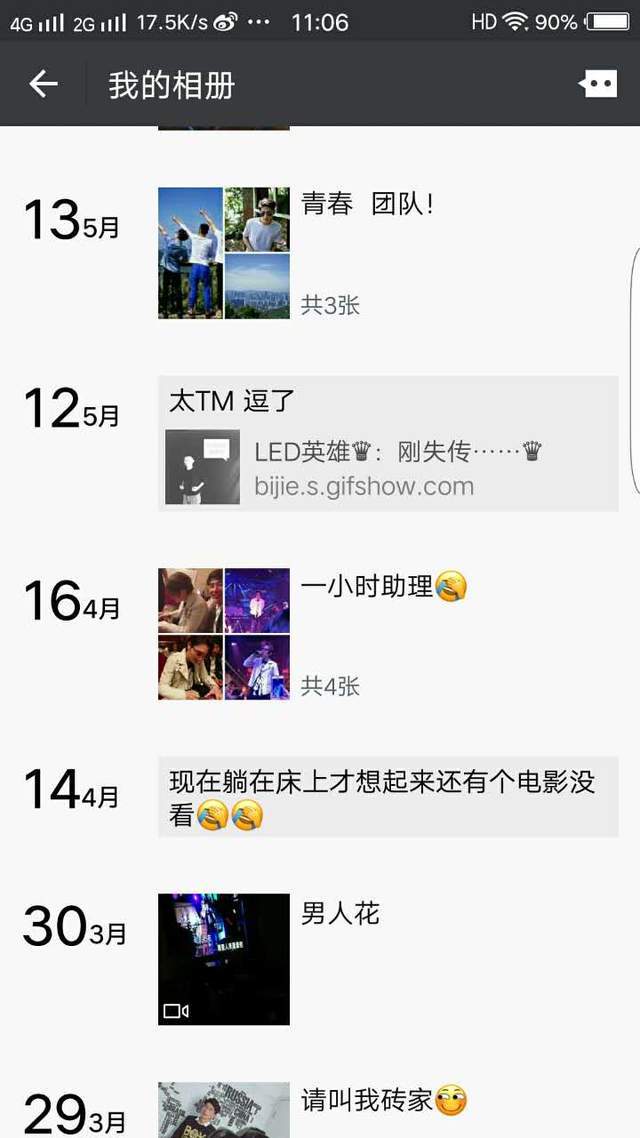 4G 2G 17.5K/s 11:06 HD 90%
我的相册
13 5月
青春 团队!
共3张
12 5月
太TM 逗了
LED英雄♛：刚失传……♛
bijie.s.gifshow.com
16 4月
一小时助理🤦
共4张
14 4月
现在躺在床上才想起来还有个电影没
看🤦🤦
30 3月
男人花
29 3月
请叫我砖家🤭